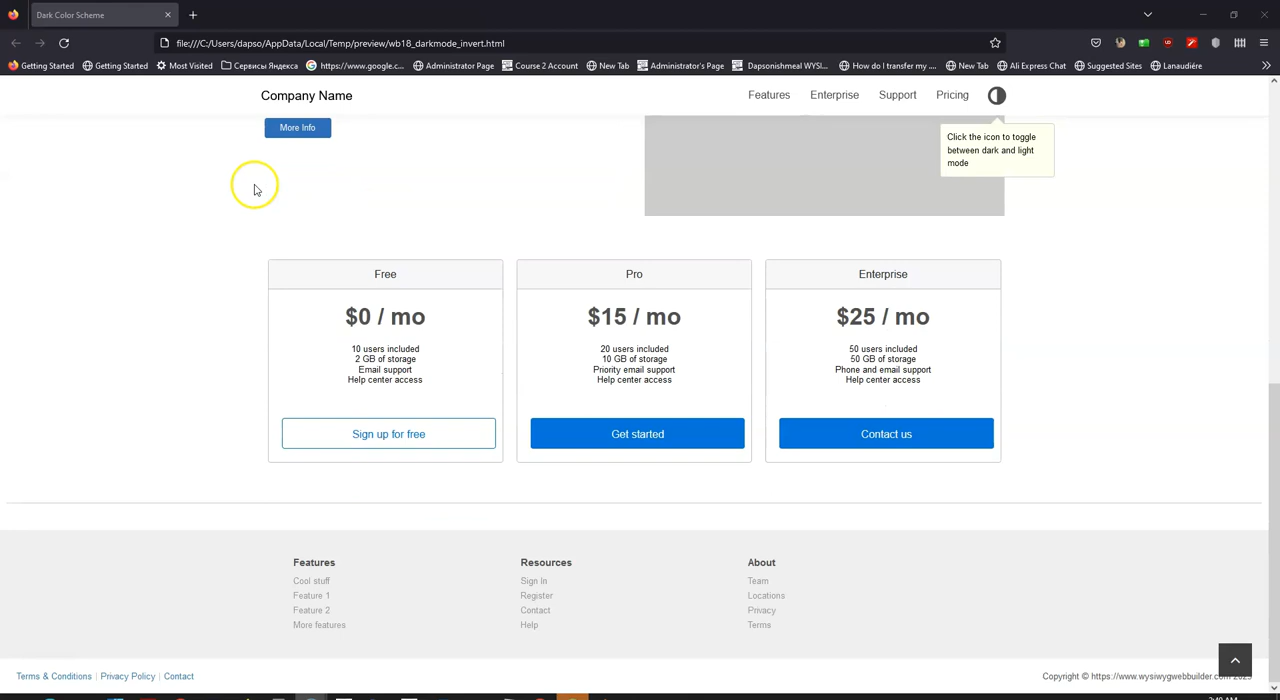 Dark Color Scheme
file:///C:/Users/dapso/AppData/Local/Temp/preview/wb18_darkmode_invert.html
Getting Started
Getting Started
Most Visited
Сервисы Яндекса
https://www.google.c...
Administrator Page
Course 2 Account
New Tab
Administrator's Page
Dapsonishmeal WYSI...
How do I transfer my ...
New Tab
Ali Express Chat
Suggested Sites
Lanaudiére
Company Name
Features
Enterprise
Support
Pricing
More Info
Click the icon to toggle
between dark and light
mode
Free
$0 / mo
10 users included
2 GB of storage
Email support
Help center access
Sign up for free
Pro
$15 / mo
20 users included
10 GB of storage
Priority email support
Help center access
Get started
Enterprise
$25 / mo
50 users included
50 GB of storage
Phone and email support
Help center access
Contact us
Features
Cool stuff
Feature 1
Feature 2
More features
Resources
Sign In
Register
Contact
Help
About
Team
Locations
Privacy
Terms
Terms & Conditions | Privacy Policy | Contact
Copyright © https://www.wysiwygwebbuilder.com